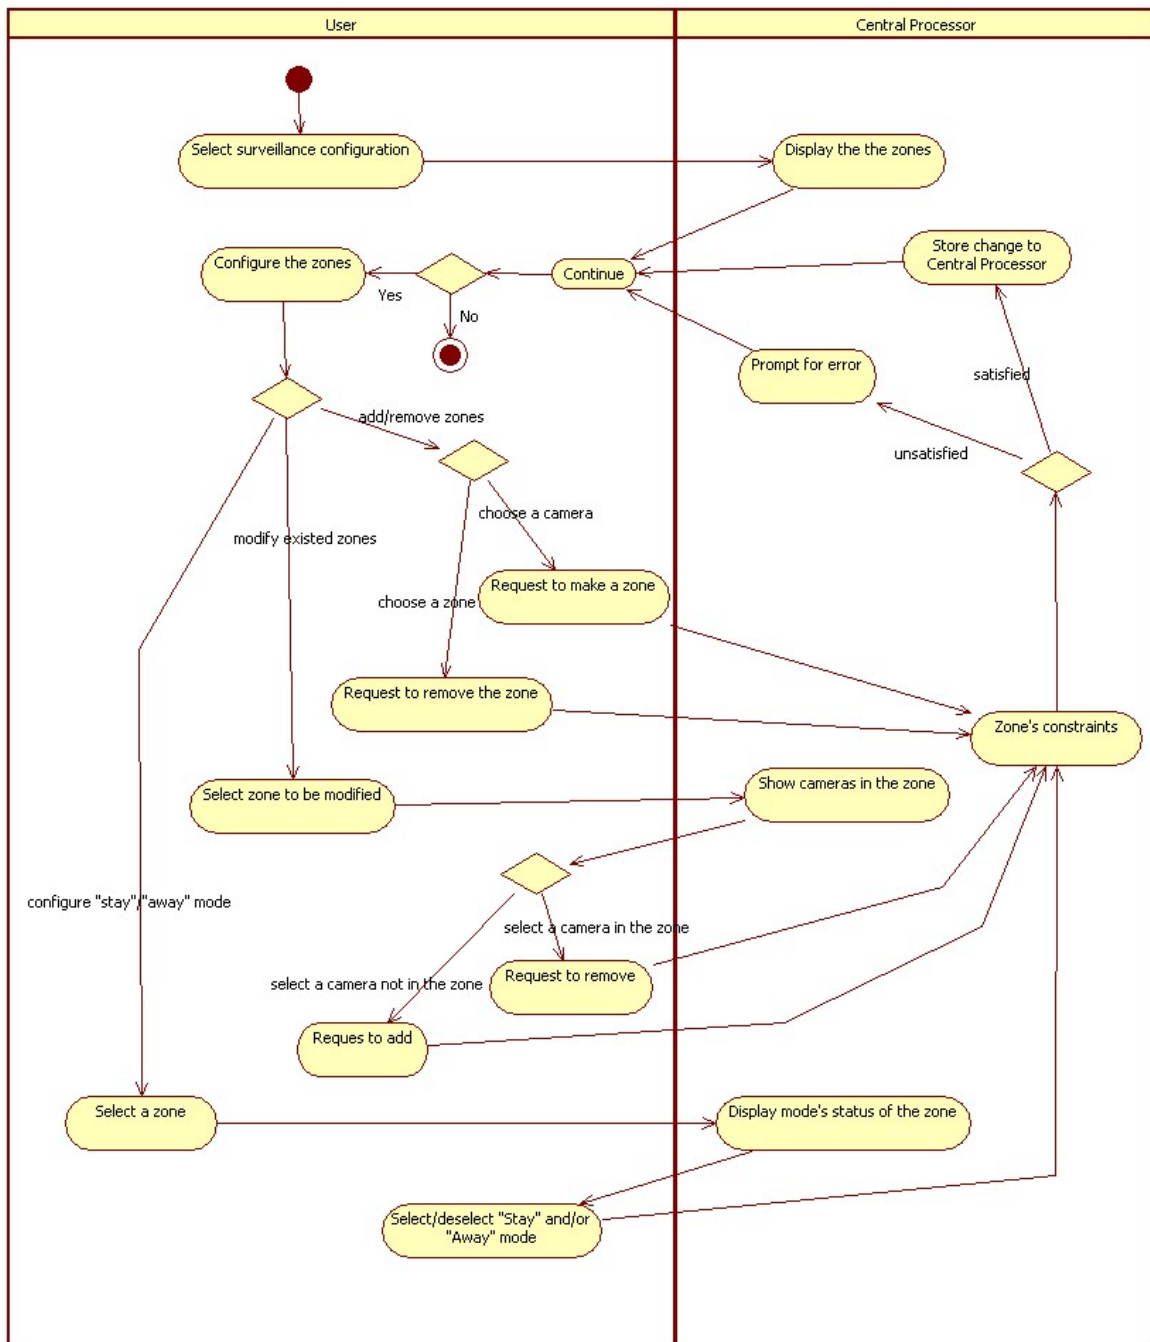 User
Central Processor
Select surveillance configuration
Display the the zones
Store change to
Central Processor
Configure the zones
Continue
Yes
No
Prompt for error
satisfied
add/remove zones
unsatisfied
choose a camera
modify existed zones
Request to make a zone
choose a zone
Request to remove the zone
Zone's constraints
Show cameras in the zone
Select zone to be modified
configure "stay"/"away" mode
select a camera in the zone
Request to remove
select a camera not in the zone
Reques to add
Select a zone
Display mode's status of the zone
Select/deselect "Stay" and/or
"Away" mode